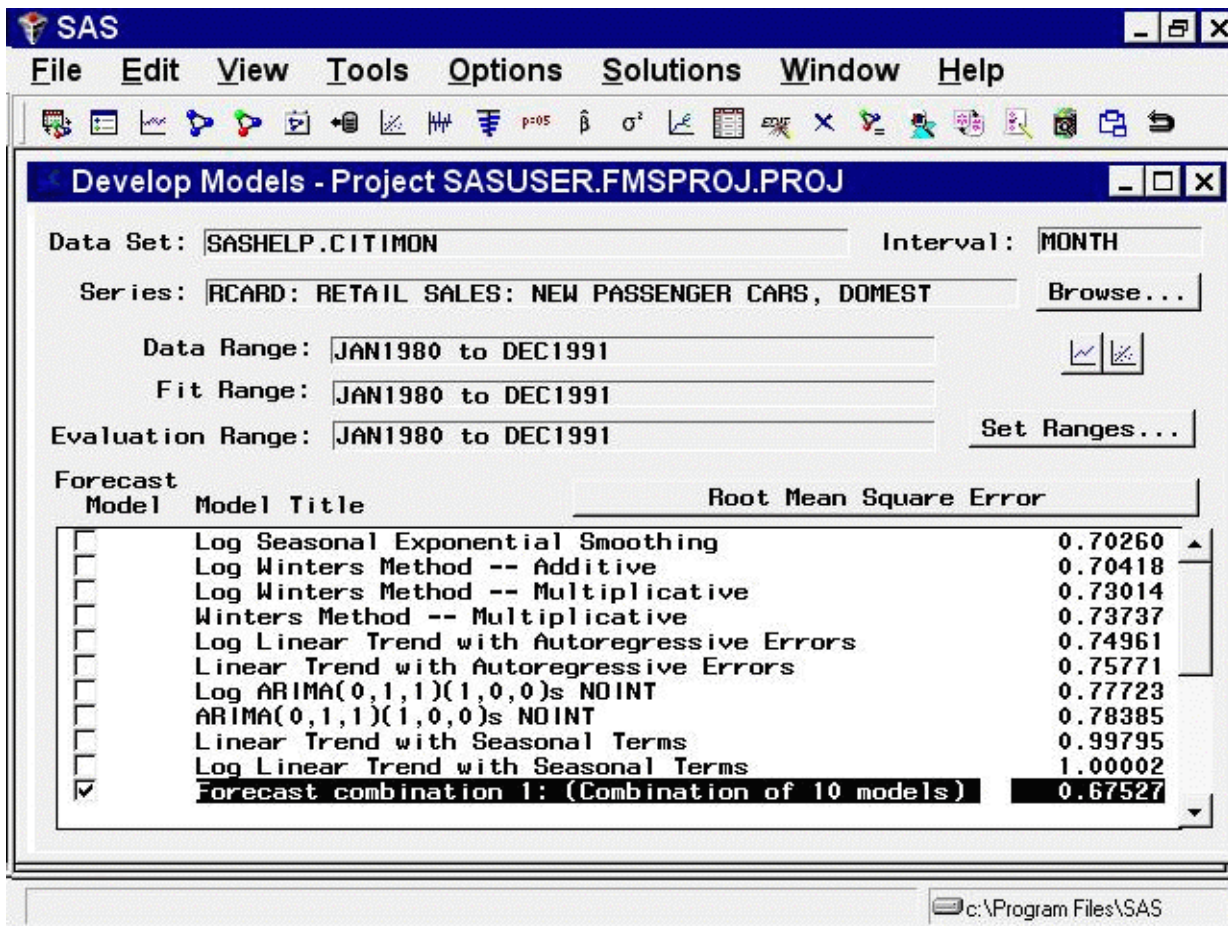 SAS
File Edit View Tools Options Solutions Window Help
p=05 β̂ σ² EDIT
Develop Models - Project SASUSER.FMSPROJ.PROJ
Data Set: SASHELP.CITIMON Interval: MONTH
Series: RCARD: RETAIL SALES: NEW PASSENGER CARS, DOMEST Browse...
Data Range: JAN1980 to DEC1991
Fit Range: JAN1980 to DEC1991
Evaluation Range: JAN1980 to DEC1991 Set Ranges...
Forecast
Model Model Title Root Mean Square Error
Log Seasonal Exponential Smoothing 0.70260
Log Winters Method -- Additive 0.70418
Log Winters Method -- Multiplicative 0.73014
Winters Method -- Multiplicative 0.73737
Log Linear Trend with Autoregressive Errors 0.74961
Linear Trend with Autoregressive Errors 0.75771
Log ARIMA(0,1,1)(1,0,0)s NOINT 0.77723
ARIMA(0,1,1)(1,0,0)s NOINT 0.78385
Linear Trend with Seasonal Terms 0.99795
Log Linear Trend with Seasonal Terms 1.00002
Forecast combination 1: (Combination of 10 models) 0.67527
c:\Program Files\SAS